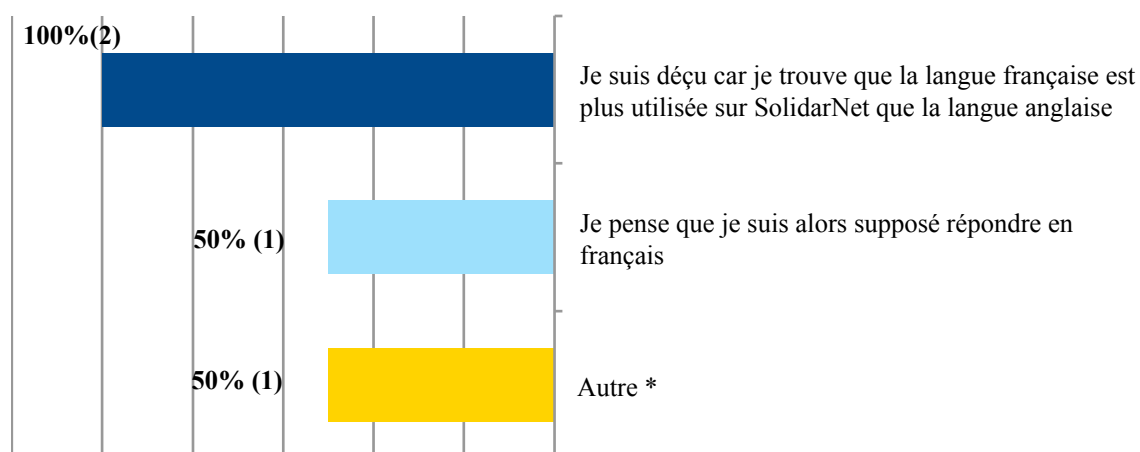 100%(2)
Je suis déçu car je trouve que la langue française est
plus utilisée sur SolidarNet que la langue anglaise
50% (1)
Je pense que je suis alors supposé répondre en
français
50% (1)
Autre *